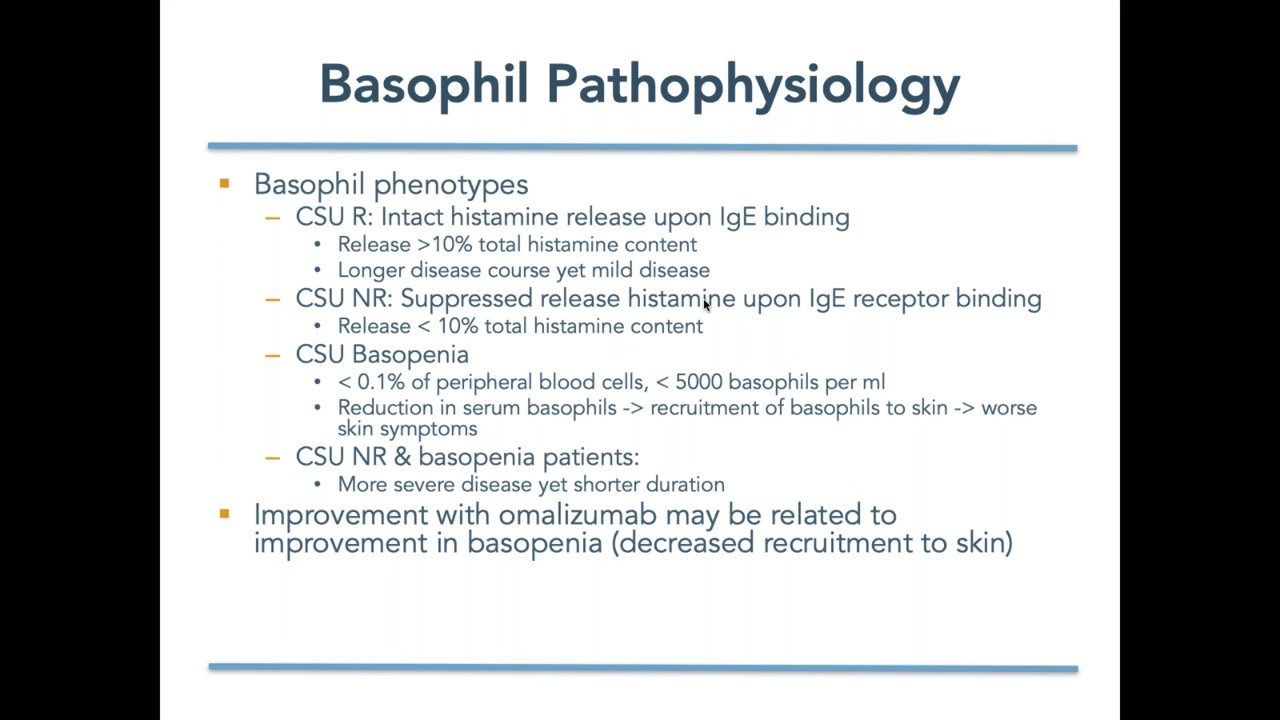 Basophil Pathophysiology
▪ Basophil phenotypes
– CSU R: Intact histamine release upon IgE binding
• Release >10% total histamine content
• Longer disease course yet mild disease
– CSU NR: Suppressed release histamine upon IgE receptor binding
• Release < 10% total histamine content
– CSU Basopenia
• < 0.1% of peripheral blood cells, < 5000 basophils per ml
• Reduction in serum basophils -> recruitment of basophils to skin -> worse
skin symptoms
– CSU NR & basopenia patients:
• More severe disease yet shorter duration
▪ Improvement with omalizumab may be related to
improvement in basopenia (decreased recruitment to skin)